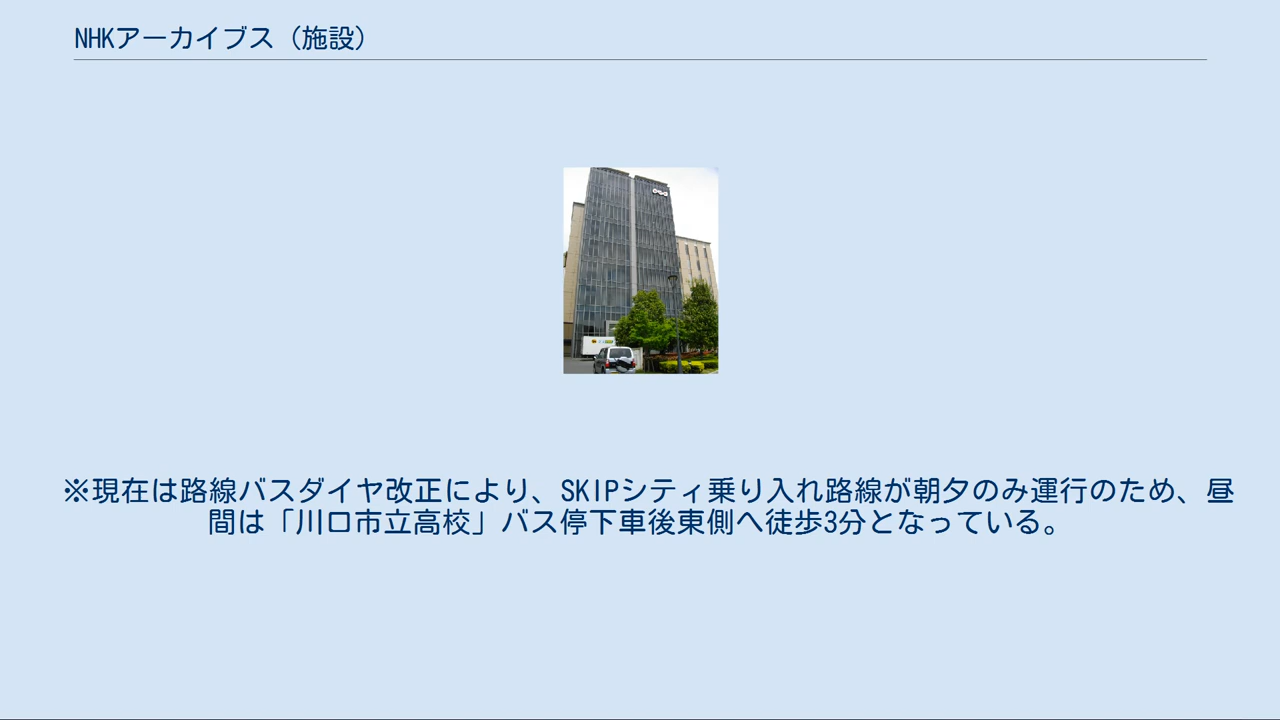 NHKアーカイブス（施設）
※現在は路線バスダイヤ改正により、SKIPシティ乗り入れ路線が朝夕のみ運行のため、昼
間は「川口市立高校」バス停下車後東側へ徒歩3分となっている。